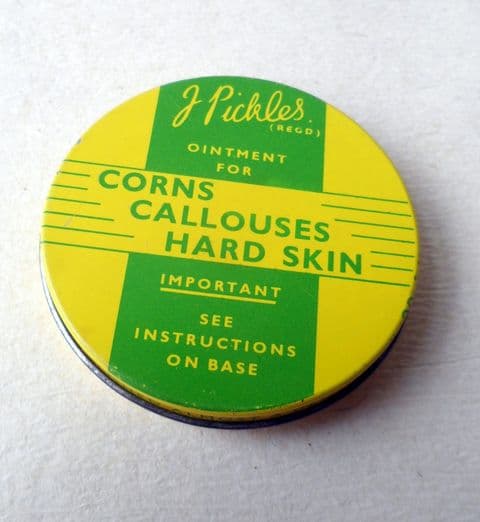 J Pickles.
(REGD)
OINTMENT
FOR
CORNS
CALLOUSES
HARD SKIN
IMPORTANT
SEE
INSTRUCTIONS
ON BASE